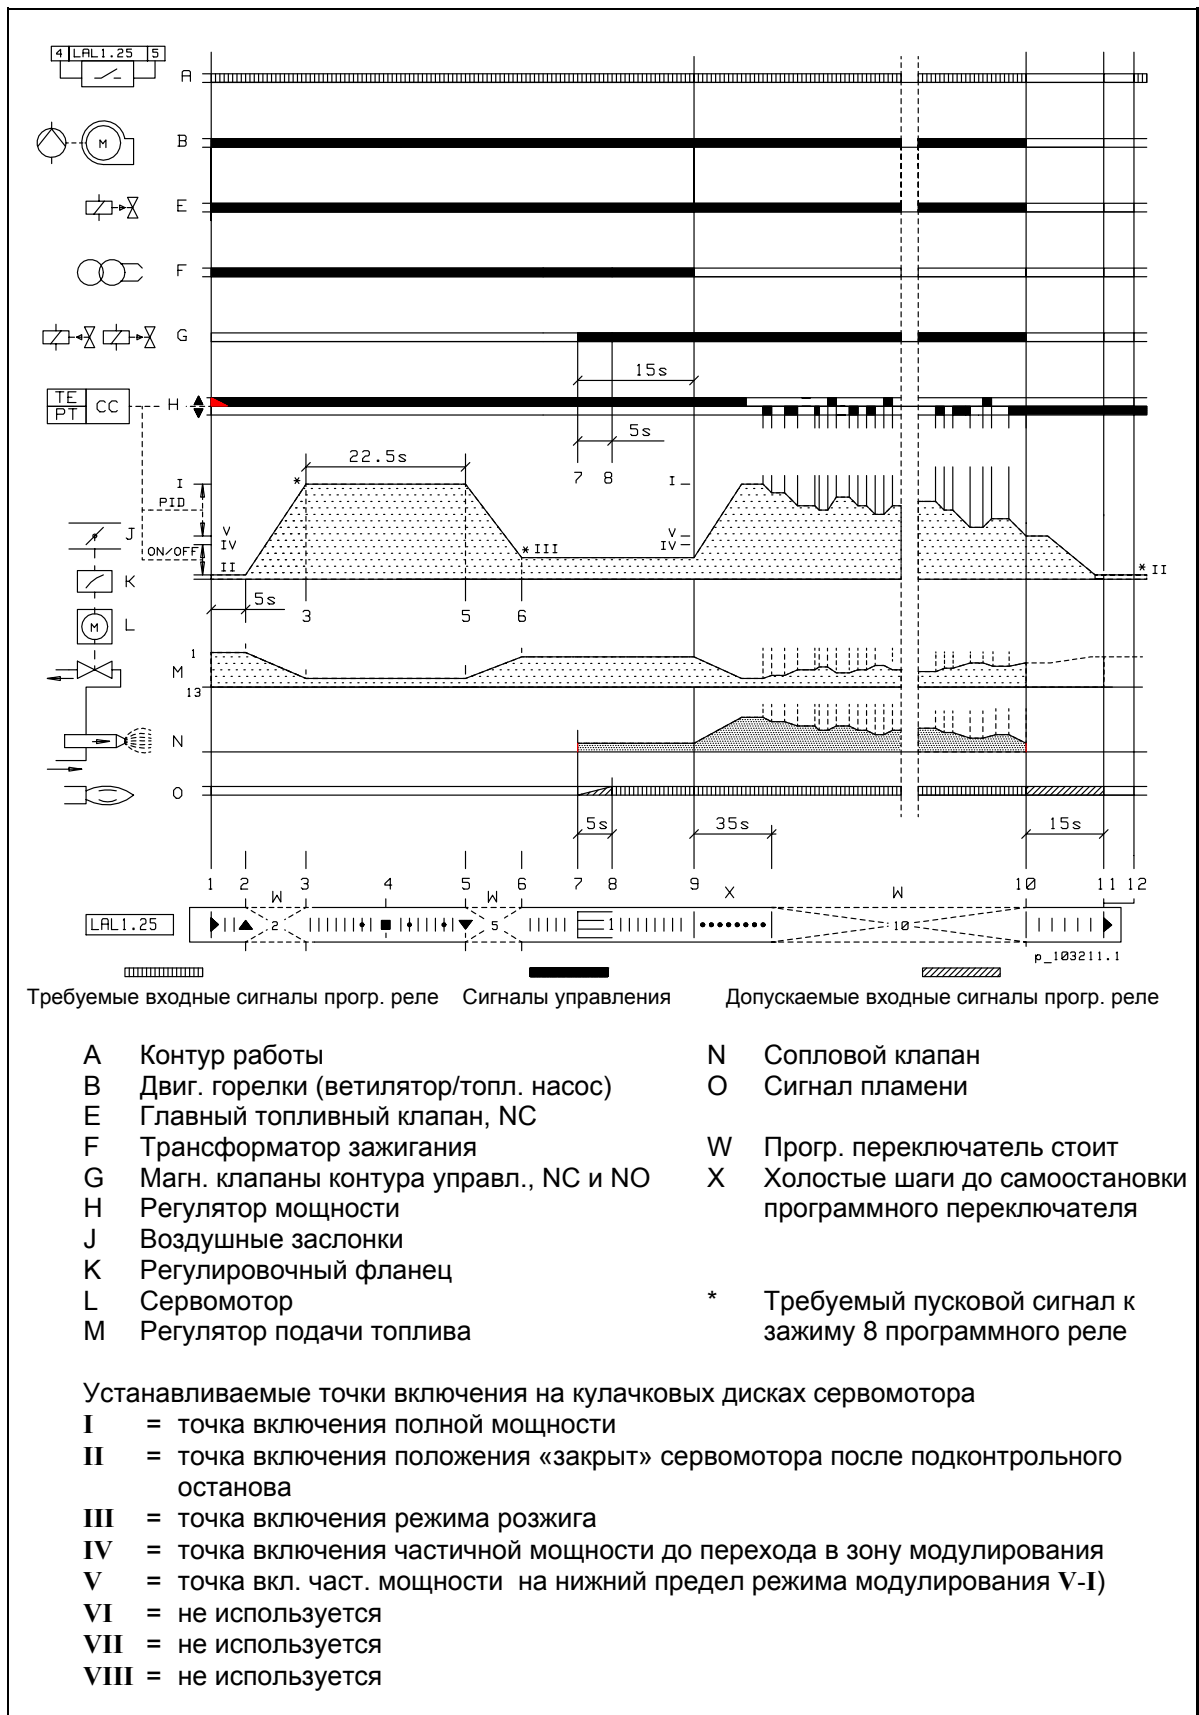 4 LAL1.25 5
A
M B
E
F
G
15s
TE
PT CC H
5s
22.5s 7 8
I * I
PID
J V V
IV * III IV
ON/OFF
II * II
K
5s
3 5 6
M L
1
M
13
N
O
5s 35s 15s
1 2 3 4 5 6 7 8 9 X W 10 11 12
W W
LAL1.25 2 5 1 10
p_103211.1
Требуемые входные сигналы прогр. реле Сигналы управления Допускаемые входные сигналы прогр. реле
A Контур работы
B Двиг. горелки (ветилятор/топл. насос)
E Главный топливный клапан, NC
F Трансформатор зажигания
G Магн. клапаны контура управл., NC и NO
H Регулятор мощности
J Воздушные заслонки
K Регулировочный фланец
L Сервомотор
M Регулятор подачи топлива
N Сопловой клапан
O Сигнал пламени
W Прогр. переключатель стоит
X Холостые шаги до самоостановки
программного переключателя
* Требуемый пусковой сигнал к
зажиму 8 программного реле
Устанавливаемые точки включения на кулачковых дисках сервомотора
I = точка включения полной мощности
II = точка включения положения «закрыт» сервомотора после подконтрольного
останова
III = точка включения режима розжига
IV = точка включения частичной мощности до перехода в зону модулирования
V = точка вкл. част. мощности на нижний предел режима модулирования V-I)
VI = не используется
VII = не используется
VIII = не используется